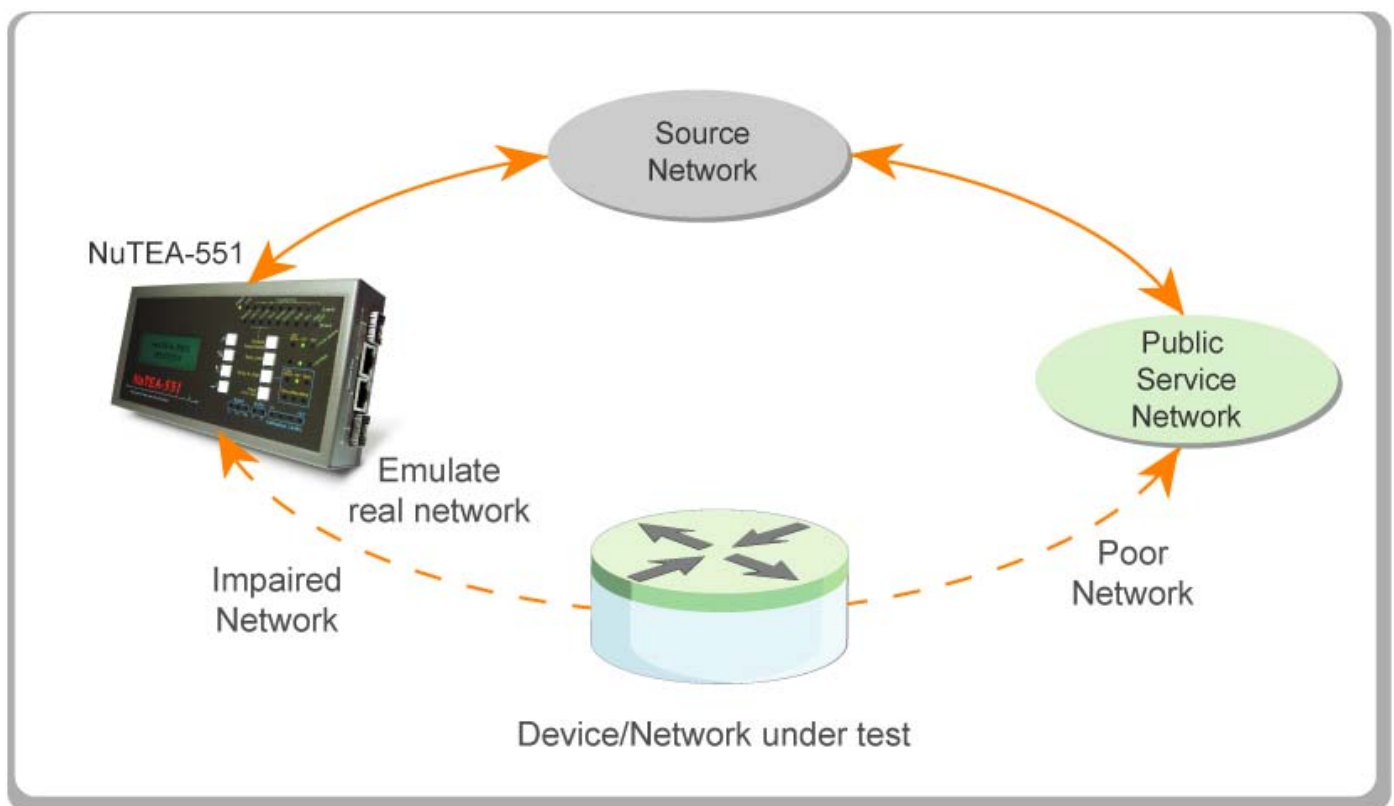 Source
Network
NuTEA-551
Public
Service
Network
NuTEA-551
Emulate
real network
Impaired
Network
Poor
Network
Device/Network under test